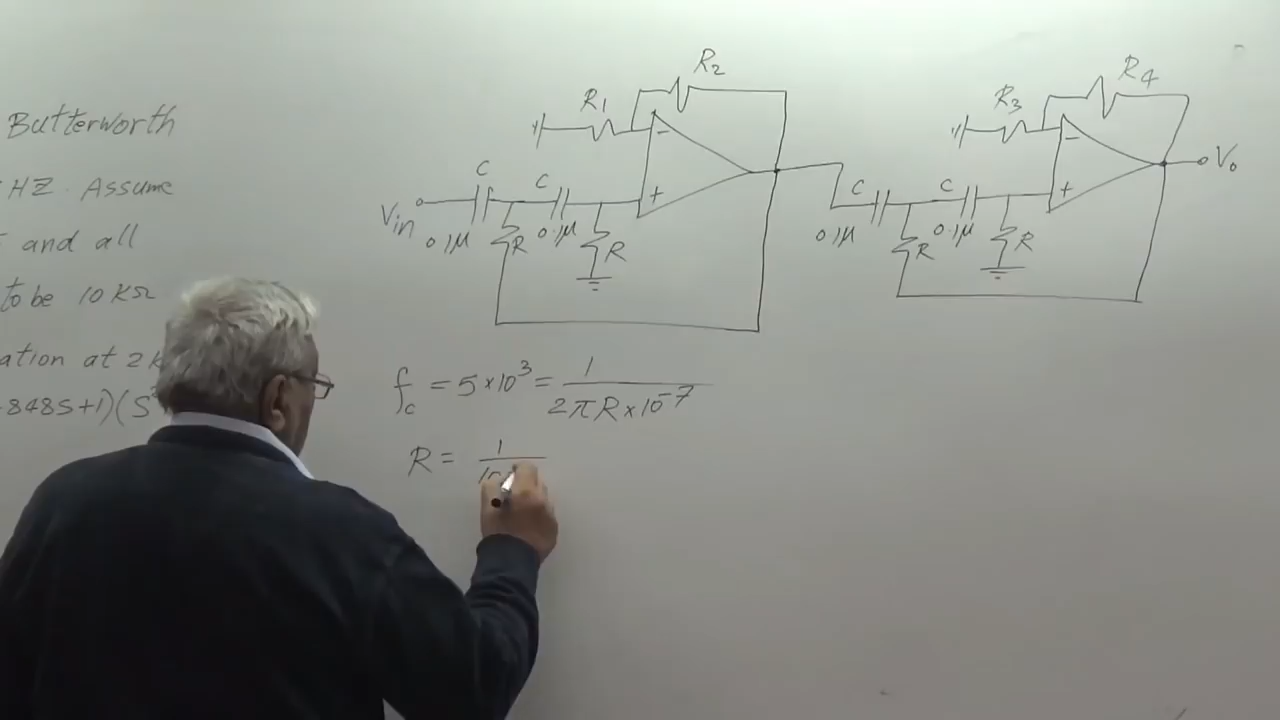 Butterworth
HZ. Assume
and all
to be 10 KΩ
ation at 2 k
848S+1)(S
R1
R2
C
C
Vin
0.1μ
R
0.1μ
R
-
+
R3
R4
C
C
0.1μ
R
0.1μ
R
-
+
Vo
fc = 5×10³ = 1 / 2πR×10⁻⁷
R = 1